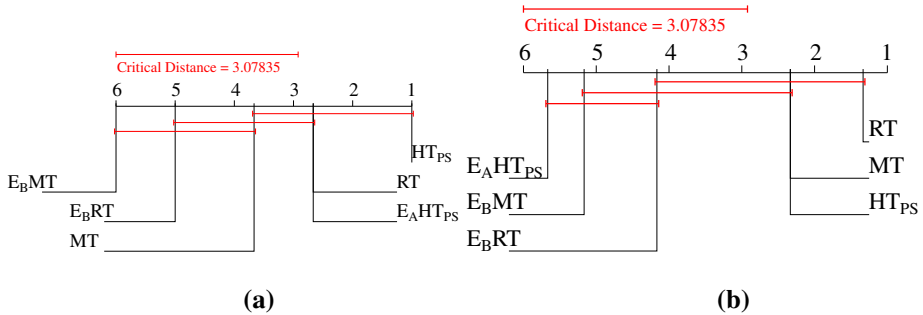 Critical Distance = 3.07835
6 5 4 3 2 1
HT_PS
E_BMT
RT
E_BRT
E_AHT_PS
MT
(a)
Critical Distance = 3.07835
6 5 4 3 2 1
RT
E_AHT_PS
MT
E_BMT
HT_PS
E_BRT
(b)